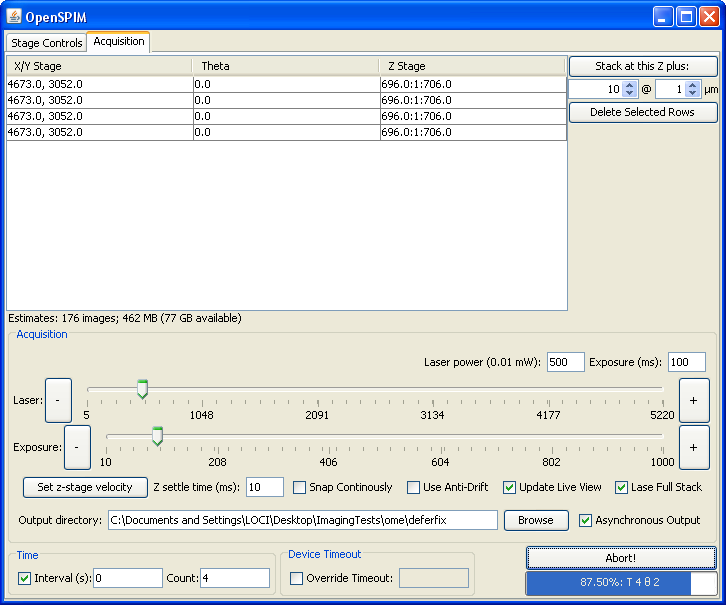 OpenSPIM
Stage Controls Acquisition
X/Y Stage Theta Z Stage
4673.0, 3052.0 0.0 696.0:1:706.0
4673.0, 3052.0 0.0 696.0:1:706.0
4673.0, 3052.0 0.0 696.0:1:706.0
4673.0, 3052.0 0.0 696.0:1:706.0
Stack at this Z plus:
10 @ 1 µm
Delete Selected Rows
Estimates: 176 images; 462 MB (77 GB available)
Acquisition
Laser power (0.01 mW): 500 Exposure (ms): 100
Laser: - +
5 1048 2091 3134 4177 5220
Exposure: - +
10 208 406 604 802 1000
Set z-stage velocity Z settle time (ms): 10 Snap Continously Use Anti-Drift Update Live View Lase Full Stack
Output directory: C:\Documents and Settings\LOCI\Desktop\ImagingTests\ome\deferfix Browse Asynchronous Output
Time
Interval (s): 0 Count: 4
Device Timeout
Override Timeout:
Abort!
87.50%: T 4 θ 2